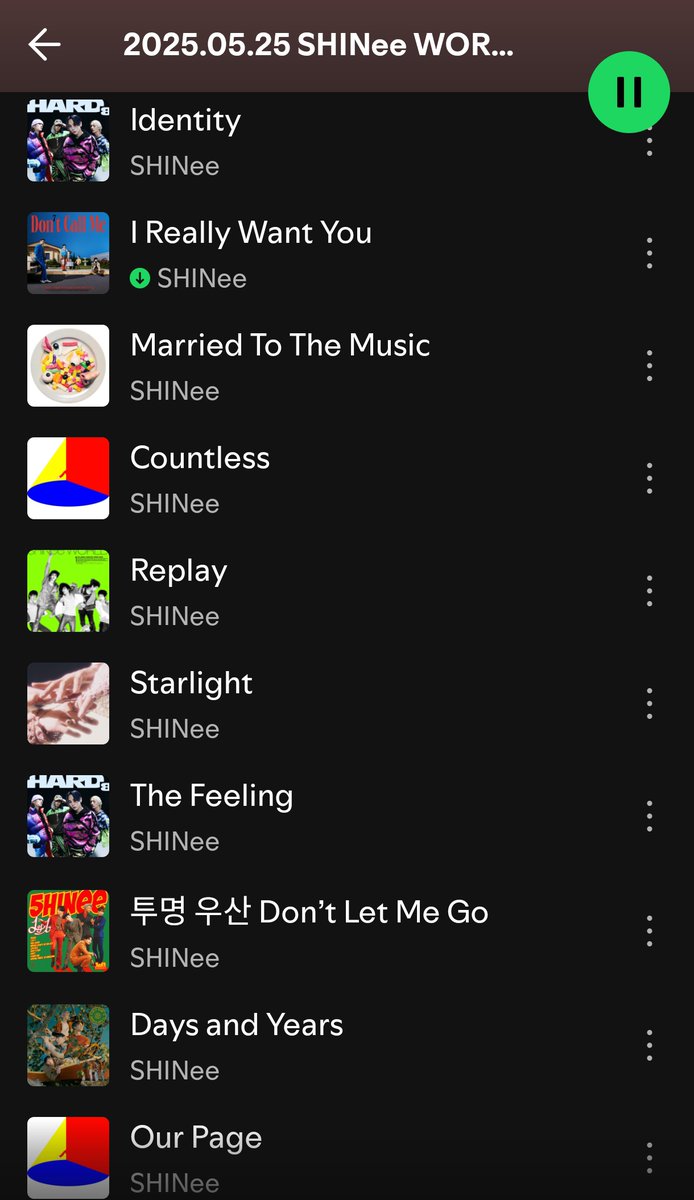 2025.05.25 SHINee WOR...
HARD
Identity
SHINee
Don't Call Me
I Really Want You
SHINee
Married To The Music
SHINee
Countless
SHINee
Replay
SHINee
Starlight
SHINee
HARD
The Feeling
SHINee
SHINee
투명 우산 Don’t Let Me Go
SHINee
Days and Years
SHINee
Our Page
SHINee